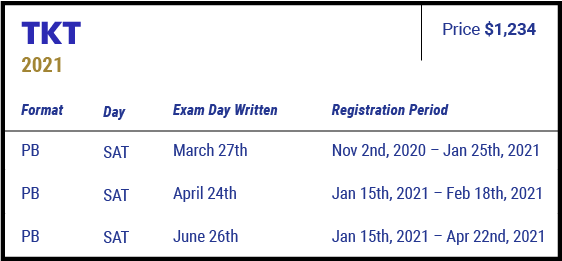 TKT
Price $1,234
2021
Format Day Exam Day Written Registration Period
PB SAT March 27th Nov 2nd, 2020 – Jan 25th, 2021
PB SAT April 24th Jan 15th, 2021 – Feb 18th, 2021
PB SAT June 26th Jan 15th, 2021 – Apr 22nd, 2021